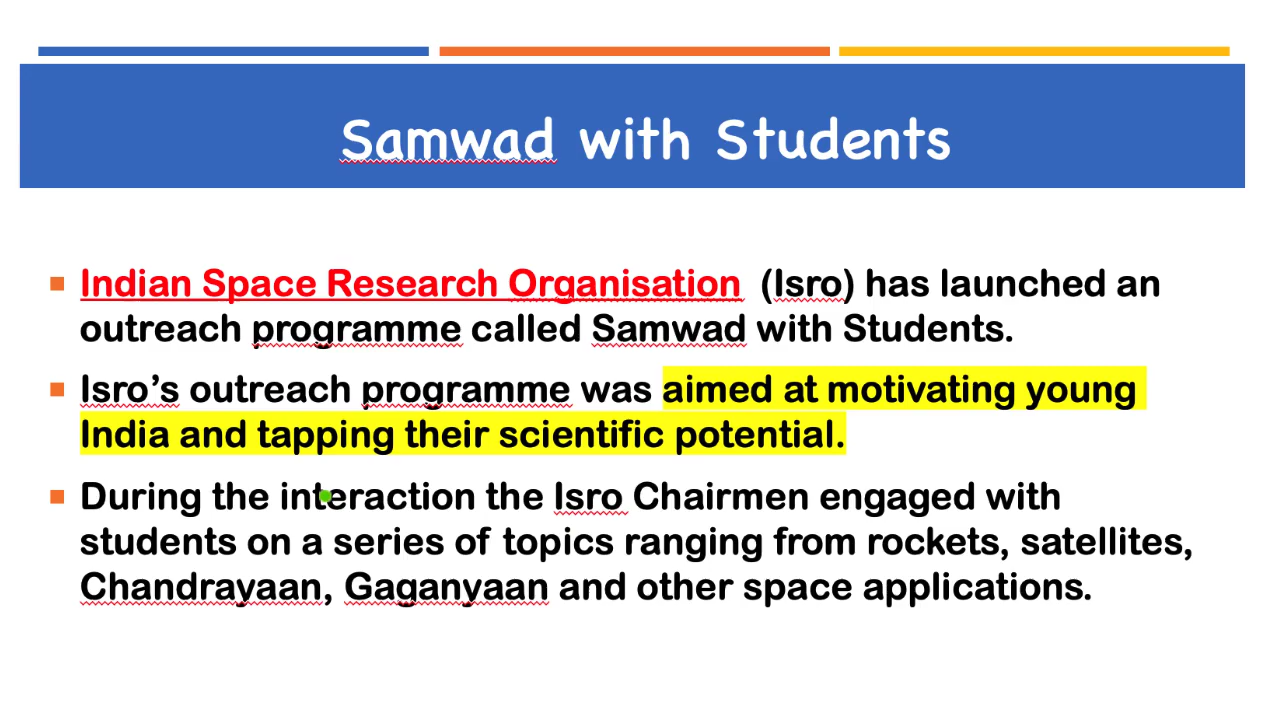 Samwad with Students
Indian Space Research Organisation (Isro) has launched an
outreach programme called Samwad with Students.
Isro’s outreach programme was aimed at motivating young
India and tapping their scientific potential.
During the interaction the Isro Chairmen engaged with
students on a series of topics ranging from rockets, satellites,
Chandrayaan, Gaganyaan and other space applications.